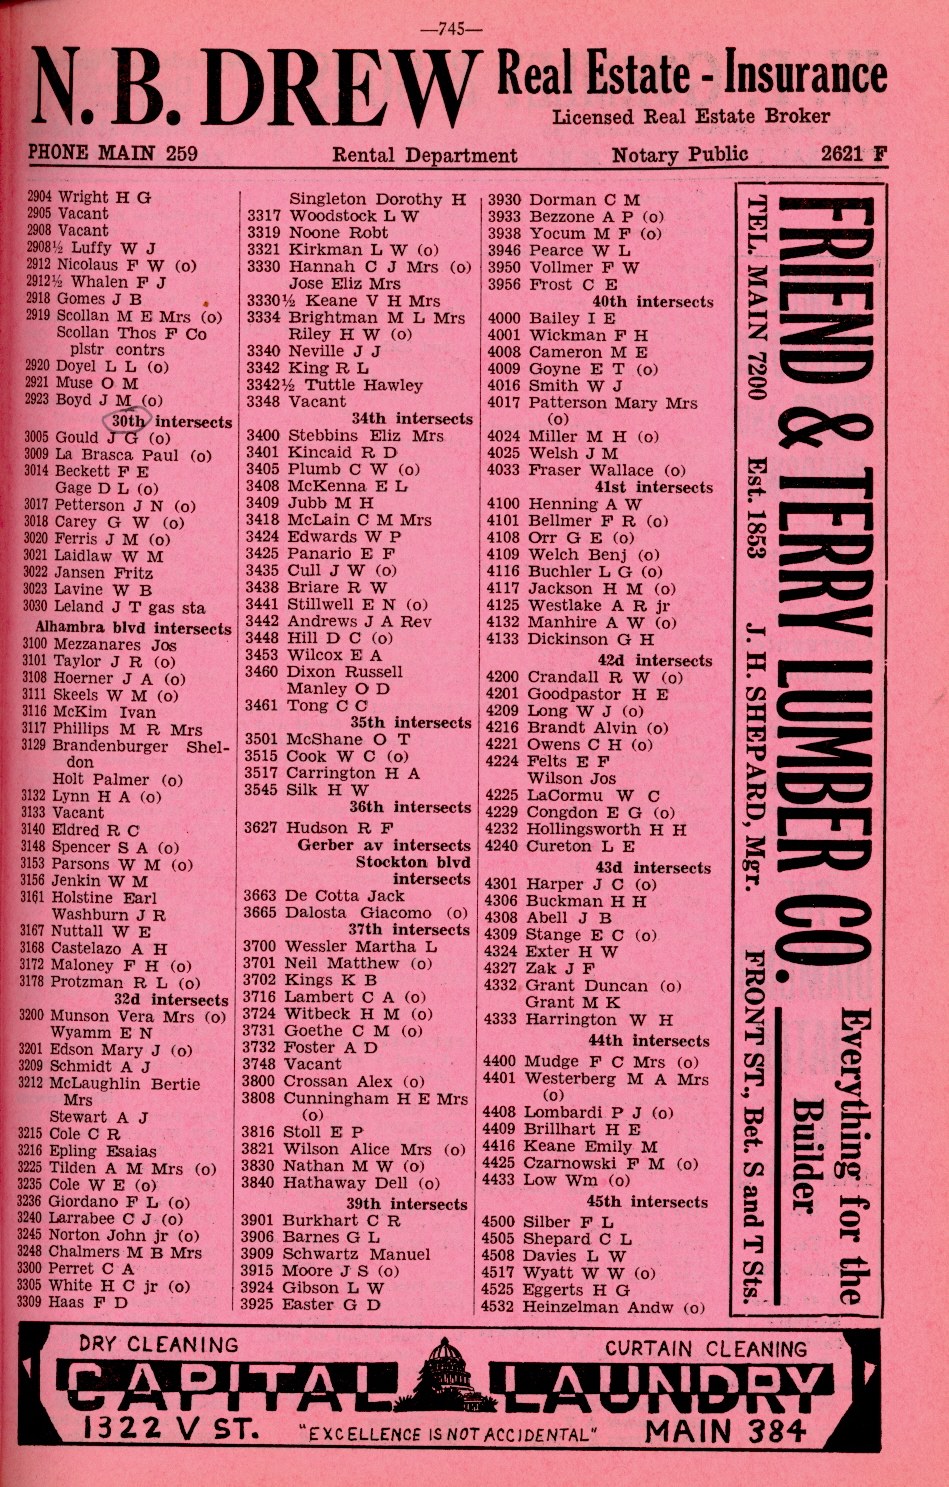 —745—
N. B. DREW Real Estate - Insurance
Licensed Real Estate Broker
PHONE MAIN 259 Rental Department Notary Public 2621 F
2904 Wright H G
2905 Vacant
2908 Vacant
2908½ Luffy W J
2912 Nicolaus F W (o)
2912½ Whalen F J
2918 Gomes J B
2919 Scollan M E Mrs (o)
Scollan Thos F Co
plstr contrs
2920 Doyel L L (o)
2921 Muse O M
2923 Boyd J M (o)
30th intersects
3005 Gould J G (o)
3009 La Brasca Paul (o)
3014 Beckett F E
Gage D L (o)
3017 Petterson J N (o)
3018 Carey G W (o)
3020 Ferris J M (o)
3021 Laidlaw W M
3022 Jansen Fritz
3023 Lavine W B
3030 Leland J T gas sta
Alhambra blvd intersects
3100 Mezzanares Jos
3101 Taylor J R (o)
3108 Hoerner J A (o)
3111 Skeels W M (o)
3116 McKim Ivan
3117 Phillips M R Mrs
3129 Brandenburger Shel-
don
Holt Palmer (o)
3132 Lynn H A (o)
3133 Vacant
3140 Eldred R C
3148 Spencer S A (o)
3153 Parsons W M (o)
3156 Jenkin W M
3161 Holstine Earl
Washburn J R
3167 Nuttall W E
3168 Castelazo A H
3172 Maloney F H (o)
3178 Protzman R L (o)
32d intersects
3200 Munson Vera Mrs (o)
Wyamm E N
3201 Edson Mary J (o)
3209 Schmidt A J
3212 McLaughlin Bertie
Mrs
Stewart A J
3215 Cole C R
3216 Epling Esaias
3225 Tilden A M Mrs (o)
3235 Cole W E (o)
3236 Giordano F L (o)
3240 Larrabee C J (o)
3245 Norton John jr (o)
3248 Chalmers M B Mrs
3300 Perret C A
3305 White H C jr (o)
3309 Haas F D
Singleton Dorothy H
3317 Woodstock L W
3319 Noone Robt
3321 Kirkman L W (o)
3330 Hannah C J Mrs (o)
Jose Eliz Mrs
3330½ Keane V H Mrs
3334 Brightman M L Mrs
Riley H W (o)
3340 Neville J J
3342 King R L
3342½ Tuttle Hawley
3348 Vacant
34th intersects
3400 Stebbins Eliz Mrs
3401 Kincaid R D
3405 Plumb C W (o)
3408 McKenna E L
3409 Jubb M H
3418 McLain C M Mrs
3424 Edwards W P
3425 Panario E F
3435 Cull J W (o)
3438 Briare R W
3441 Stillwell E N (o)
3442 Andrews J A Rev
3448 Hill D C (o)
3453 Wilcox E A
3460 Dixon Russell
Manley O D
3461 Tong C C
35th intersects
3501 McShane O T
3515 Cook W C (o)
3517 Carrington H A
3545 Silk H W
36th intersects
3627 Hudson R F
Gerber av intersects
Stockton blvd
intersects
3663 De Cotta Jack
3665 Dalosta Giacomo (o)
37th intersects
3700 Wessler Martha L
3701 Neil Matthew (o)
3702 Kings K B
3716 Lambert C A (o)
3724 Witbeck H M (o)
3731 Goethe C M (o)
3732 Foster A D
3748 Vacant
3800 Crossan Alex (o)
3808 Cunningham H E Mrs
(o)
3816 Stoll E P
3821 Wilson Alice Mrs (o)
3830 Nathan M W (o)
3840 Hathaway Dell (o)
39th intersects
3901 Burkhart C R
3906 Barnes G L
3909 Schwartz Manuel
3915 Moore J S (o)
3924 Gibson L W
3925 Easter G D
3930 Dorman C M
3933 Bezzone A P (o)
3938 Yocum M F (o)
3946 Pearce W L
3950 Vollmer F W
3956 Frost C E
40th intersects
4000 Bailey I E
4001 Wickman F H
4008 Cameron M E
4009 Goyne E T (o)
4016 Smith W J
4017 Patterson Mary Mrs
(o)
4024 Miller M H (o)
4025 Welsh J M
4033 Fraser Wallace (o)
41st intersects
4100 Henning A W
4101 Bellmer F R (o)
4108 Orr G E (o)
4109 Welch Benj (o)
4116 Buchler L G (o)
4117 Jackson H M (o)
4125 Westlake A R jr
4132 Manhire A W (o)
4133 Dickinson G H
42d intersects
4200 Crandall R W (o)
4201 Goodpastor H E
4209 Long W J (o)
4216 Brandt Alvin (o)
4221 Owens C H (o)
4224 Felts E F
Wilson Jos
4225 LaCormu W C
4229 Congdon E G (o)
4232 Hollingsworth H H
4240 Cureton L E
43d intersects
4301 Harper J C (o)
4306 Buckman H H
4308 Abell J B
4309 Stange E C (o)
4324 Exter H W
4327 Zak J F
4332 Grant Duncan (o)
Grant M K
4333 Harrington W H
44th intersects
4400 Mudge F C Mrs (o)
4401 Westerberg M A Mrs
(o)
4408 Lombardi P J (o)
4409 Brillhart H E
4416 Keane Emily M
4425 Czarnowski F M (o)
4433 Low Wm (o)
45th intersects
4500 Silber F L
4505 Shepard C L
4508 Davies L W
4517 Wyatt W W (o)
4525 Eggerts H G
4532 Heinzelman Andw (o)
FRIEND & TERRY LUMBER CO.
Everything for the
Builder
TEL. MAIN 7200 Est. 1853 J. H. SHEPARD, Mgr. FRONT ST., Bet. S and T Sts.
DRY CLEANING CURTAIN CLEANING
CAPITAL LAUNDRY
1322 V ST. "EXCELLENCE IS NOT ACCIDENTAL" MAIN 384